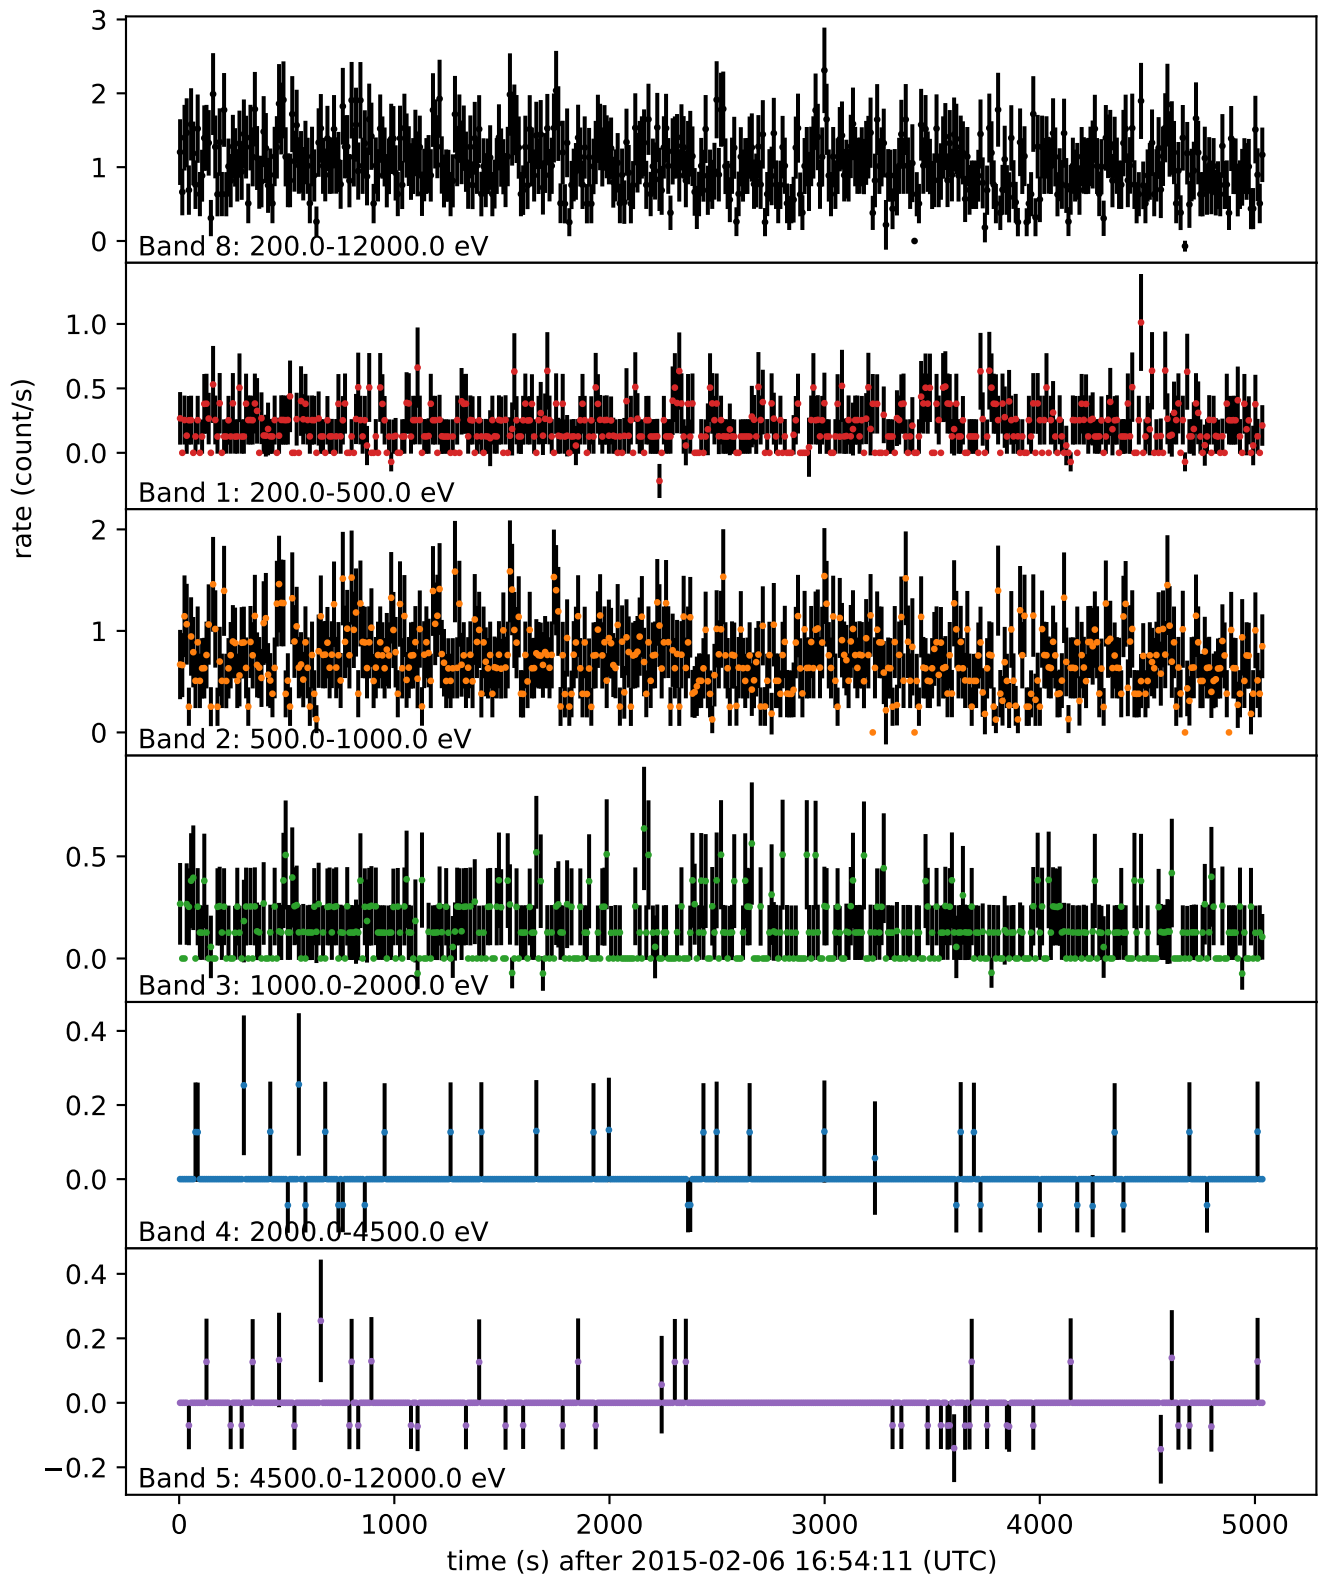 3
2
1
0
Band 8: 200.0-12000.0 eV
1.0
0.5
0.0
Band 1: 200.0-500.0 eV
rate (count/s)
2
1
0
Band 2: 500.0-1000.0 eV
0.5
0.0
Band 3: 1000.0-2000.0 eV
0.4
0.2
0.0
Band 4: 2000.0-4500.0 eV
0.4
0.2
0.0
−0.2
Band 5: 4500.0-12000.0 eV
0 1000 2000 3000 4000 5000
time (s) after 2015-02-06 16:54:11 (UTC)